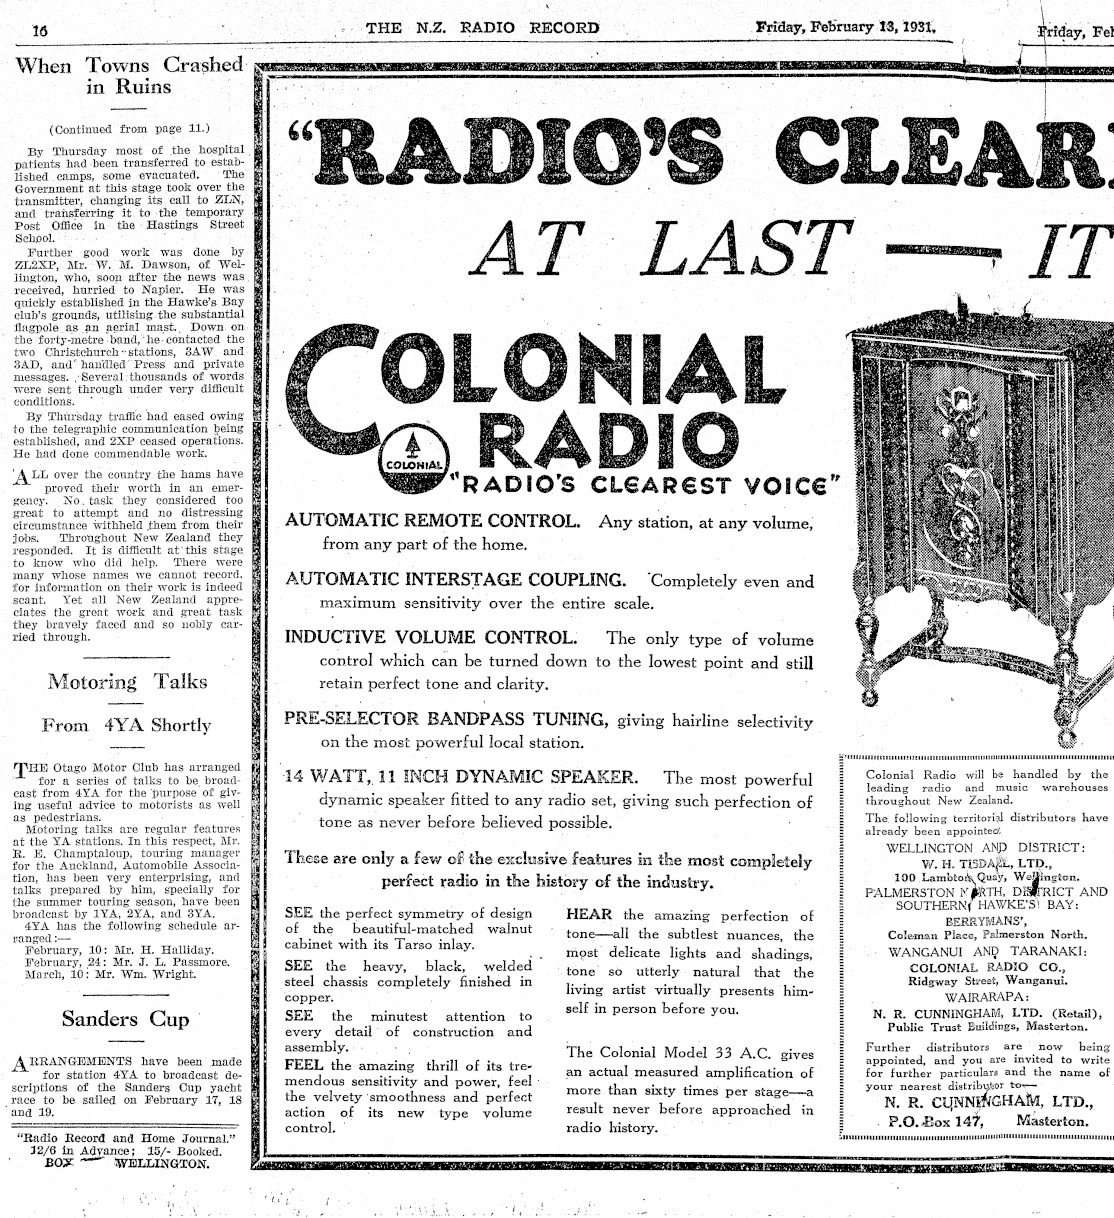 16
THE N.Z. RADIO RECORD
Friday, February 13, 1931.
Friday, Feb
When Towns Crashed
in Ruins
(Continued from page 11.)
By Thursday most of the hospital
patients had been transferred to estab-
lished camps, some evacuated. The
Government at this stage took over the
transmitter, changing its call to ZLN,
and transferring it to the temporary
Post Office in the Hastings Street
School.
Further good work was done by
ZL2XP, Mr. W. M. Dawson, of Wel-
lington, who, soon after the news was
received, hurried to Napier. He was
quickly established in the Hawke's Bay
club's grounds, utilising the substantial
flagpole as an aerial mast. Down on
the forty-metre band, he contacted the
two Christchurch stations, 3AW and
3AD, and handled Press and private
messages. Several thousands of words
were sent through under very difficult
conditions.
By Thursday traffic had eased owing
to the telegraphic communication being
established, and 2XP ceased operations.
He had done commendable work.
ALL over the country the hams have
proved their worth in an emer-
gency. No task they considered too
great to attempt and no distressing
circumstance withheld them from their
jobs. Throughout New Zealand they
responded. It is difficult at this stage
to know who did help. There were
many whose names we cannot record.
for information on their work is indeed
scant. Yet all New Zealand appre-
ciates the great work and great task
they bravely faced and so nobly car-
ried through.
Motoring Talks
From 4YA Shortly
THE Otago Motor Club has arranged
for a series of talks to be broad-
cast from 4YA for the purpose of giv-
ing useful advice to motorists as well
as pedestrians.
Motoring talks are regular features
at the YA stations. In this respect, Mr.
R. E. Champtaloup, touring manager
for the Auckland, Automobile Associa-
tion, has been very enterprising, and
talks prepared by him, specially for
the summer touring season, have been
broadcast by 1YA, 2YA, and 3YA.
4YA has the following schedule ar-
ranged:—
February, 10: Mr. H. Halliday.
February, 24: Mr. J. L. Passmore.
March, 10: Mr. Wm. Wright.
Sanders Cup
ARRANGEMENTS have been made
for station 4YA to broadcast de-
scriptions of the Sanders Cup yacht
race to be sailed on February 17, 18
and 19.
"Radio Record and Home Journal."
12/6 in Advance; 15/- Booked.
BOX WELLINGTON.
"RADIO'S CLEAR
AT LAST — IT
COLONIAL
RADIO
COLONIAL
"RADIO'S CLEAREST VOICE"
AUTOMATIC REMOTE CONTROL. Any station, at any volume,
from any part of the home.
AUTOMATIC INTERSTAGE COUPLING. Completely even and
maximum sensitivity over the entire scale.
INDUCTIVE VOLUME CONTROL. The only type of volume
control which can be turned down to the lowest point and still
retain perfect tone and clarity.
PRE-SELECTOR BANDPASS TUNING, giving hairline selectivity
on the most powerful local station.
14 WATT, 11 INCH DYNAMIC SPEAKER. The most powerful
dynamic speaker fitted to any radio set, giving such perfection of
tone as never before believed possible.
These are only a few of the exclusive features in the most completely
perfect radio in the history of the industry.
SEE the perfect symmetry of design
of the beautiful-matched walnut
cabinet with its Tarso inlay.
SEE the heavy, black, welded
steel chassis completely finished in
copper.
SEE the minutest attention to
every detail of construction and
assembly.
FEEL the amazing thrill of its tre-
mendous sensitivity and power, feel
the velvety smoothness and perfect
action of its new type volume
control.
HEAR the amazing perfection of
tone—all the subtlest nuances, the
most delicate lights and shadings,
tone so utterly natural that the
living artist virtually presents him-
self in person before you.
The Colonial Model 33 A.C. gives
an actual measured amplification of
more than sixty times per stage—a
result never before approached in
radio history.
Colonial Radio will be handled by the
leading radio and music warehouses
throughout New Zealand.
The following territorial distributors have
already been appointed:
WELLINGTON AND DISTRICT:
W. H. TISDALL, LTD.,
100 Lambton Quay, Wellington.
PALMERSTON NORTH, DISTRICT AND
SOUTHERN HAWKE'S BAY:
BERRYMANS',
Coleman Place, Palmerston North.
WANGANUI AND TARANAKI:
COLONIAL RADIO CO.,
Ridgway Street, Wanganui.
WAIRARAPA:
N. R. CUNNINGHAM, LTD. (Retail),
Public Trust Buildings, Masterton.
Further distributors are now being
appointed, and you are invited to write
for further particulars and the name of
your nearest distributor to—
N. R. CUNNINGHAM, LTD.,
P.O. Box 147, Masterton.